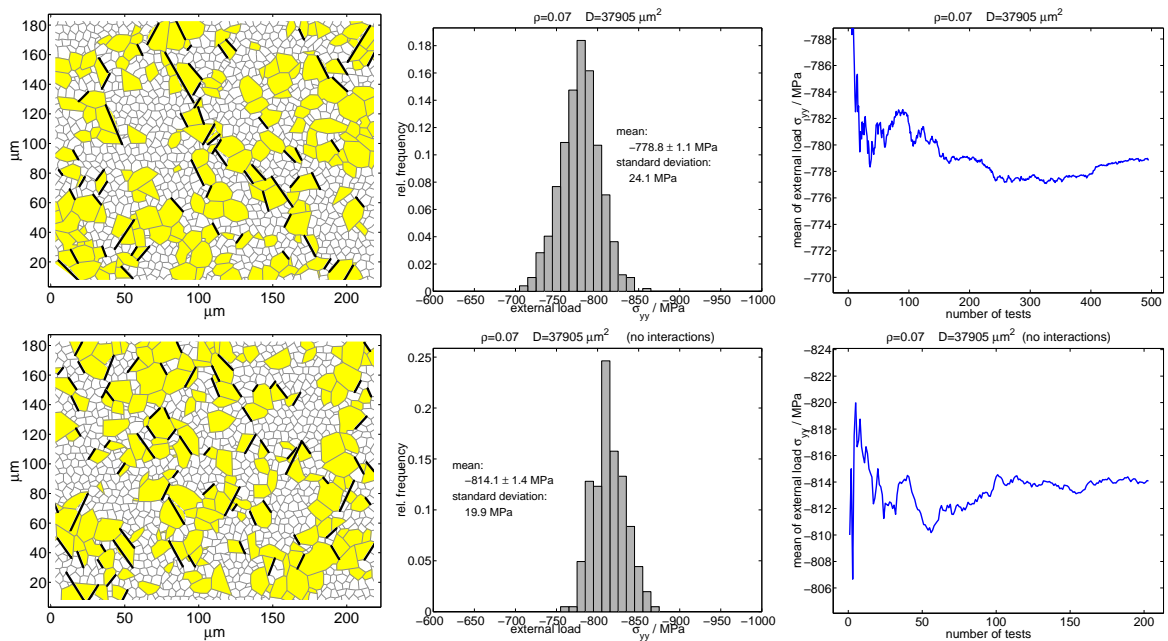 180
160
140
120
100
80
60
40
20
μm
0 50 100 150 200
μm
ρ=0.07 D=37905 μm²
0.18
0.16
0.14
0.12
0.1
0.08
0.06
0.04
0.02
0
rel. frequency
mean:
−778.8 ± 1.1 MPa
standard deviation:
24.1 MPa
−600 −650 −700 −750 −800 −850 −900 −950 −1000
external load σyy / MPa
ρ=0.07 D=37905 μm²
−788
−786
−784
−782
−780
−778
−776
−774
−772
−770
mean of external load σyy / MPa
0 100 200 300 400 500
number of tests
180
160
140
120
100
80
60
40
20
μm
0 50 100 150 200
μm
ρ=0.07 D=37905 μm² (no interactions)
0.25
0.2
0.15
0.1
0.05
0
rel. frequency
mean:
−814.1 ± 1.4 MPa
standard deviation:
19.9 MPa
−600 −650 −700 −750 −800 −850 −900 −950 −1000
external load σyy / MPa
ρ=0.07 D=37905 μm² (no interactions)
−824
−822
−820
−818
−816
−814
−812
−810
−808
−806
mean of external load σyy / MPa
0 50 100 150 200
number of tests